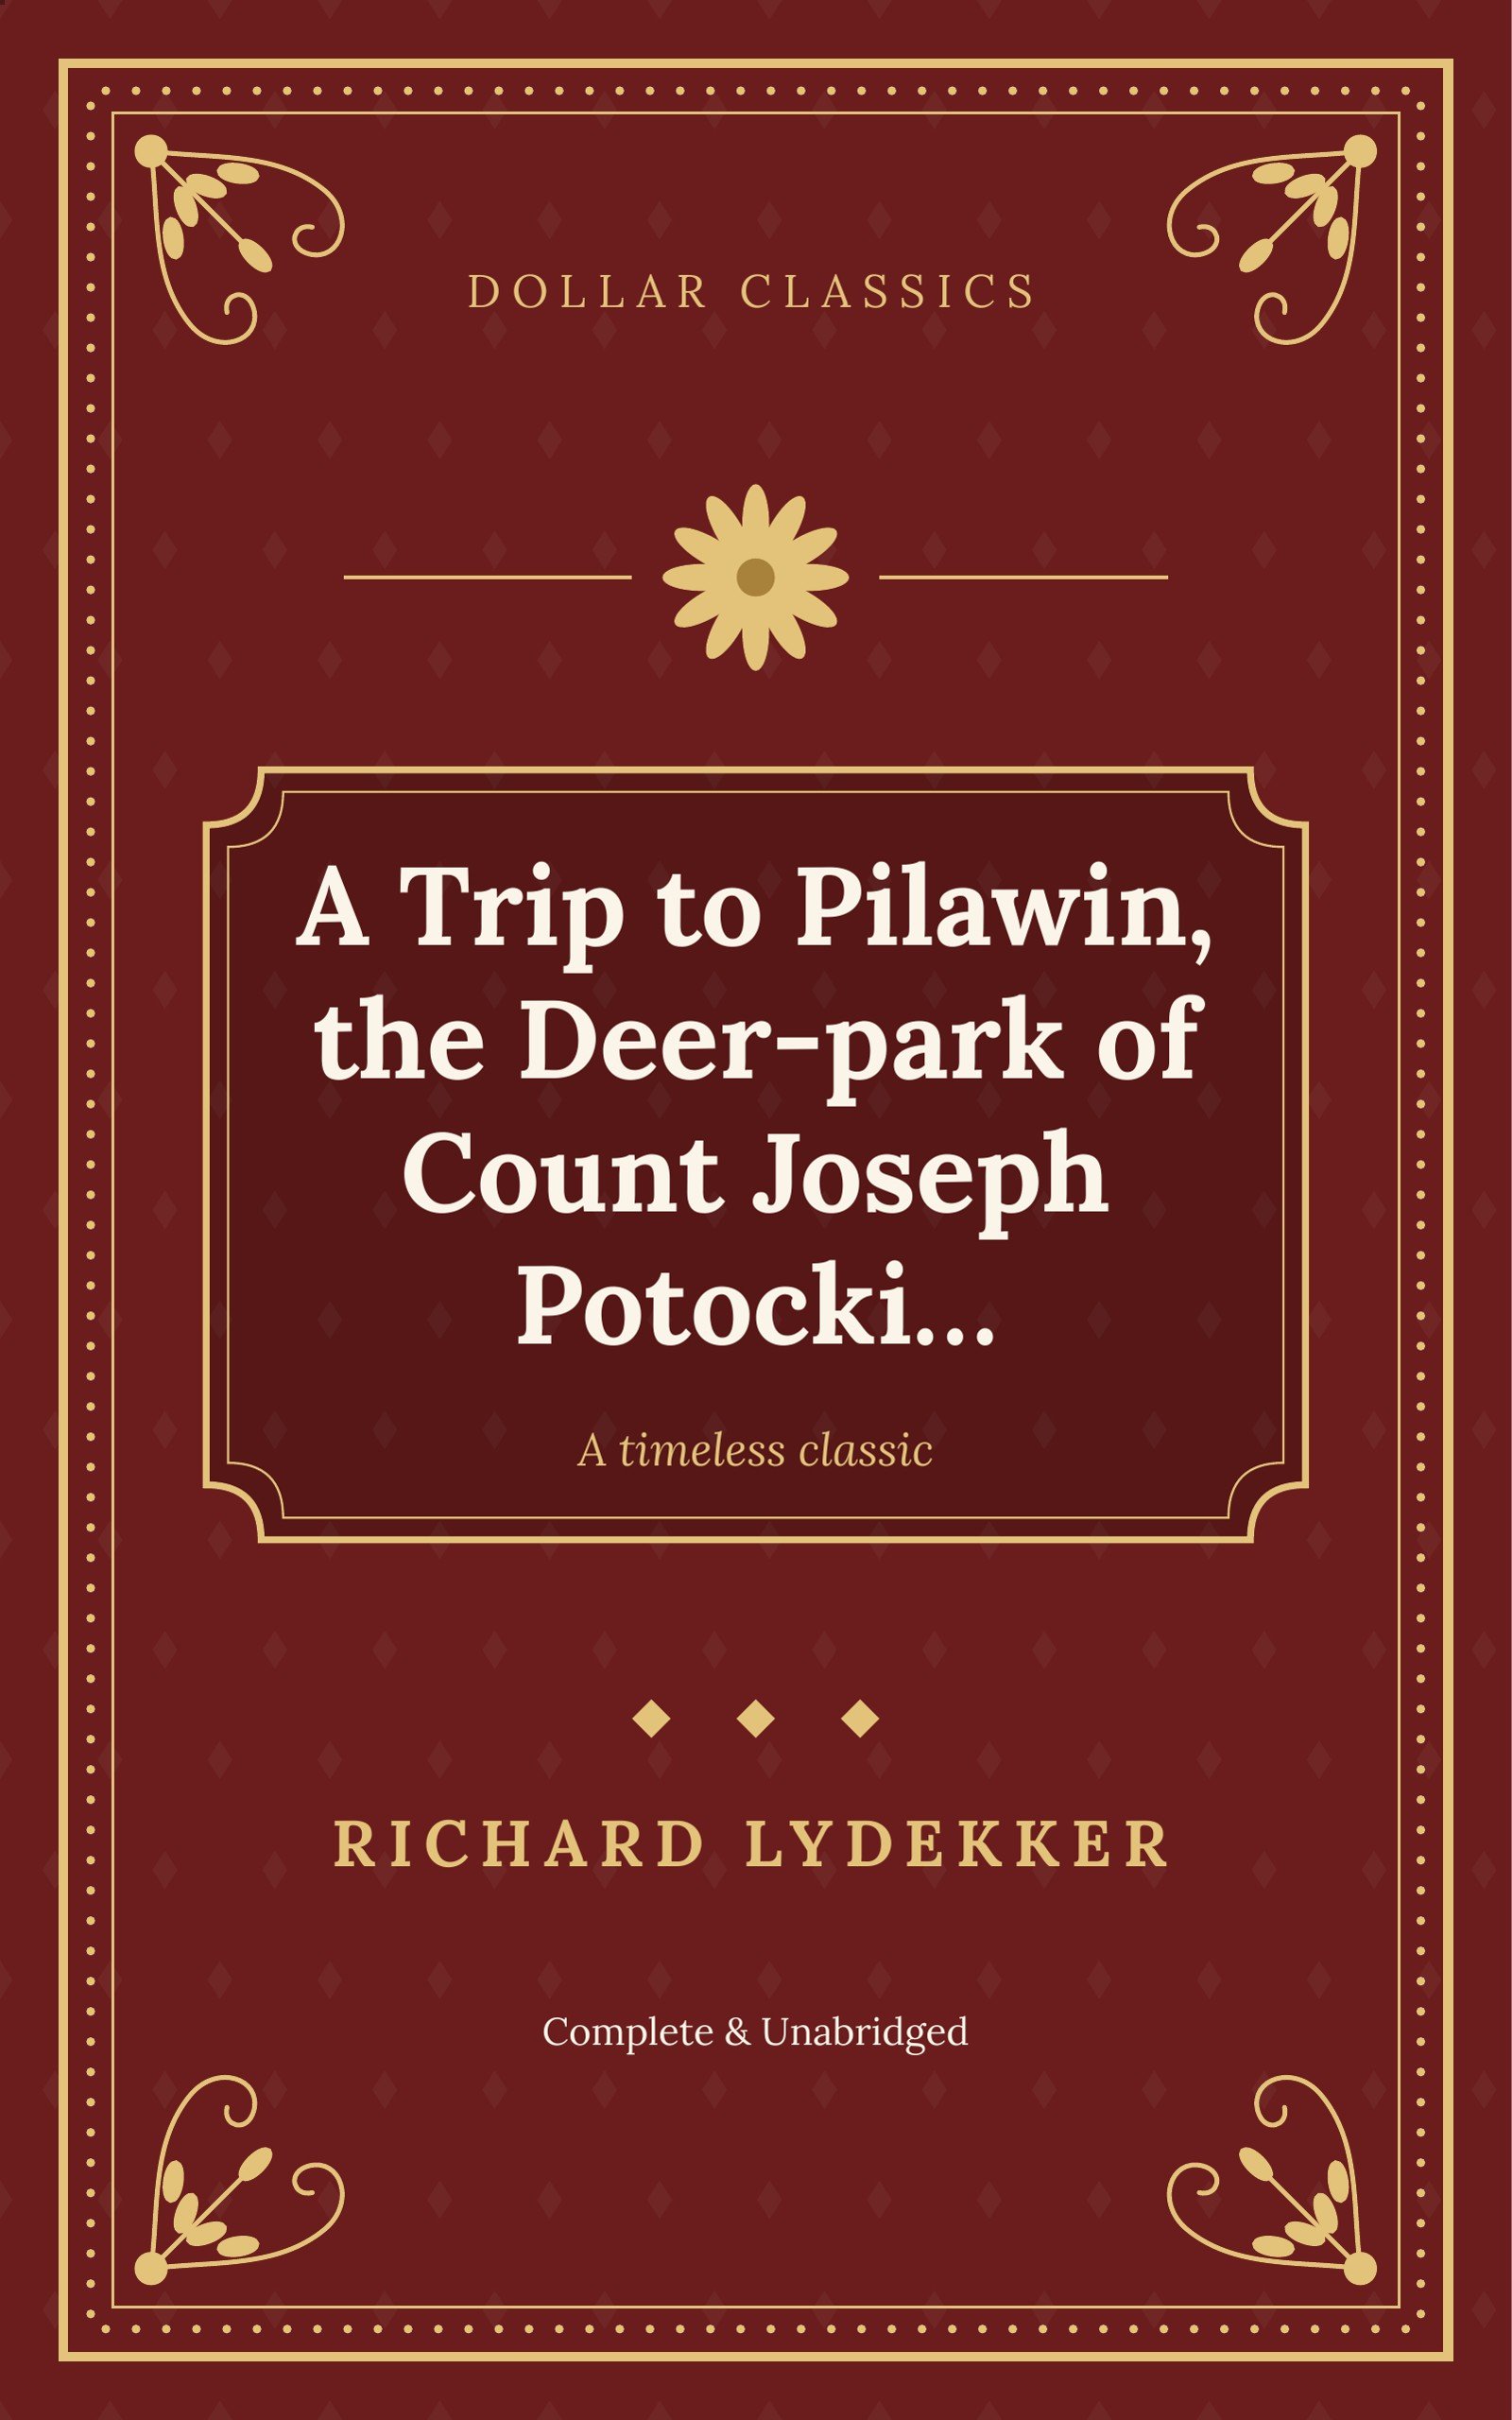 DOLLAR CLASSICS
A Trip to Pilawin,
the Deer-park of
Count Joseph
Potocki...
A timeless classic
RICHARD LYDEKKER
Complete & Unabridged